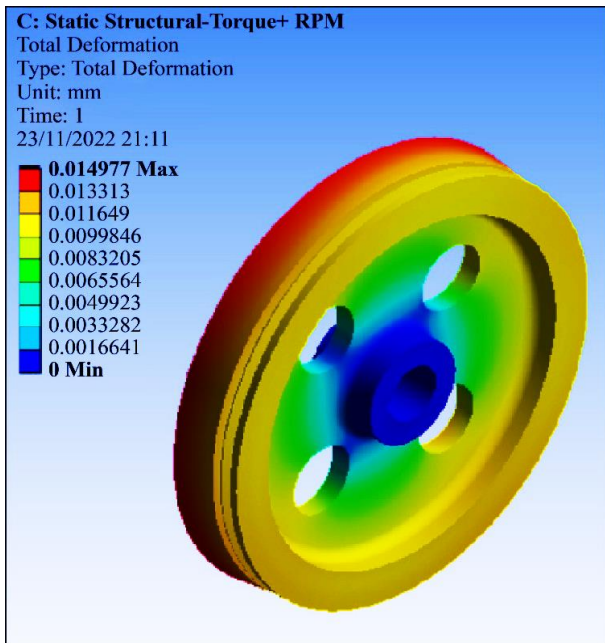 C: Static Structural-Torque+ RPM
Total Deformation
Type: Total Deformation
Unit: mm
Time: 1
23/11/2022 21:11
0.014977 Max
0.013313
0.011649
0.0099846
0.0083205
0.0065564
0.0049923
0.0033282
0.0016641
0 Min